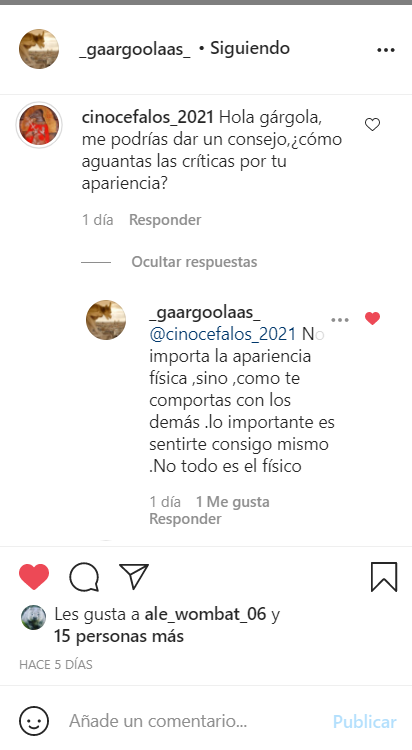 _gaargoolaas_ • Siguiendo
cinocefalos_2021 Hola gárgola,
me podrías dar un consejo,¿cómo
aguantas las críticas por tu
apariencia?
1 día Responder
Ocultar respuestas
_gaargoolaas_
@cinocefalos_2021 No
importa la apariencia
física ,sino ,como te
comportas con los
demás .lo importante es
sentirte consigo mismo
.No todo es el físico
1 día 1 Me gusta
Responder
Les gusta a ale_wombat_06 y
15 personas más
HACE 5 DÍAS
Añade un comentario... Publicar